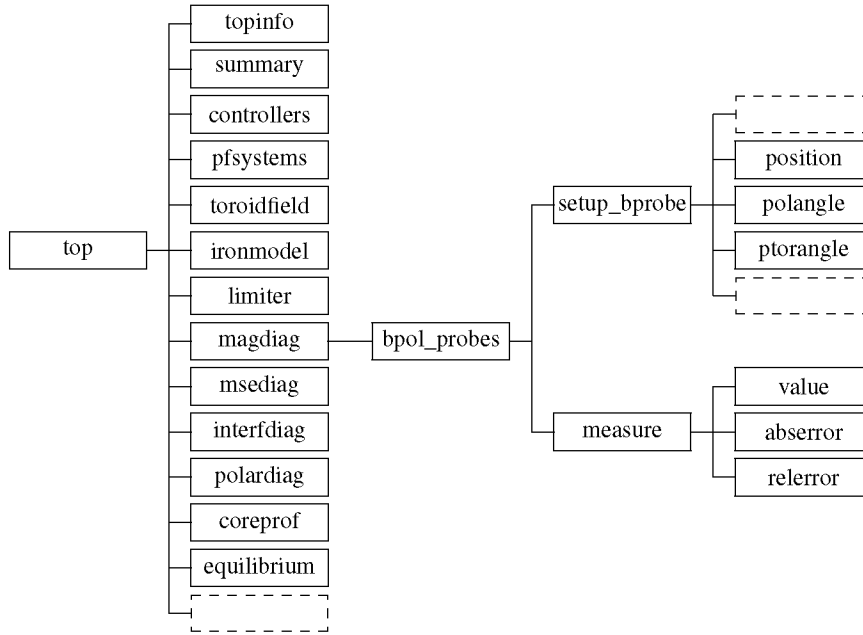 topinfo
summary
controllers
pfsystems
toroidfield
top
ironmodel
limiter
magdiag
msediag
interfdiag
polardiag
coreprof
equilibrium
bpol_probes
setup_bprobe
measure
position
polangle
ptorangle
value
abserror
relerror